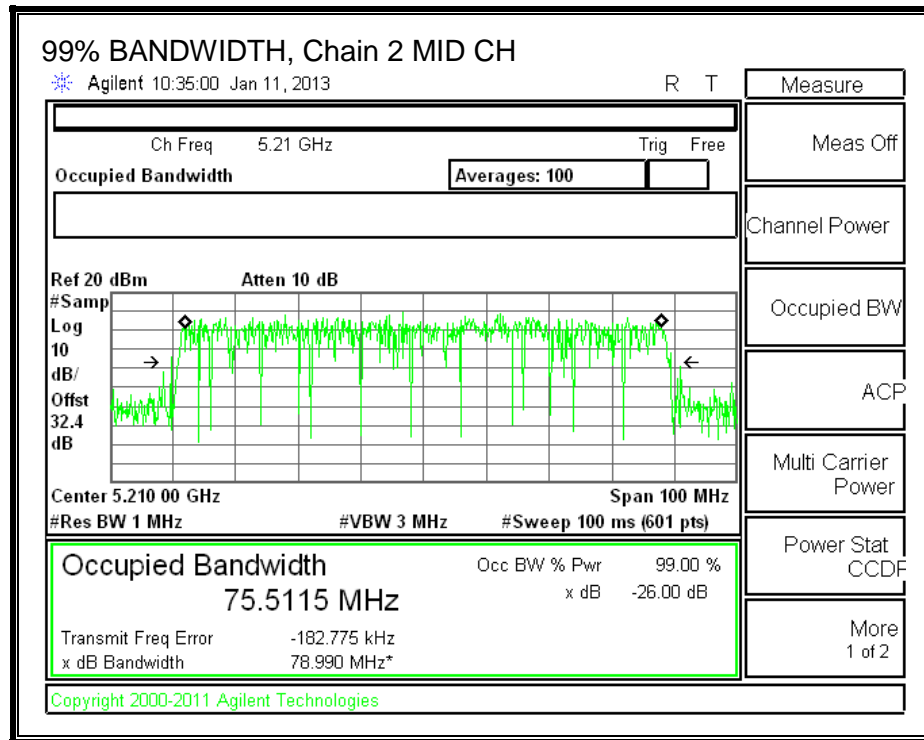 99% BANDWIDTH, Chain 2 MID CH
Agilent 10:35:00 Jan 11, 2013 R T
Measure
Ch Freq 5.21 GHz Trig Free
Meas Off
Occupied Bandwidth Averages: 100
Channel Power
Ref 20 dBm Atten 10 dB
#Samp
Log
10
dB/
Offst
32.4
dB
Occupied BW
ACP
Center 5.210 00 GHz Span 100 MHz
#Res BW 1 MHz #VBW 3 MHz #Sweep 100 ms (601 pts)
Multi Carrier
Power
Occupied Bandwidth
75.5115 MHz
Occ BW % Pwr 99.00 %
x dB -26.00 dB
Transmit Freq Error -182.775 kHz
x dB Bandwidth 78.990 MHz*
Power Stat
CCDF
More
1 of 2
Copyright 2000-2011 Agilent Technologies